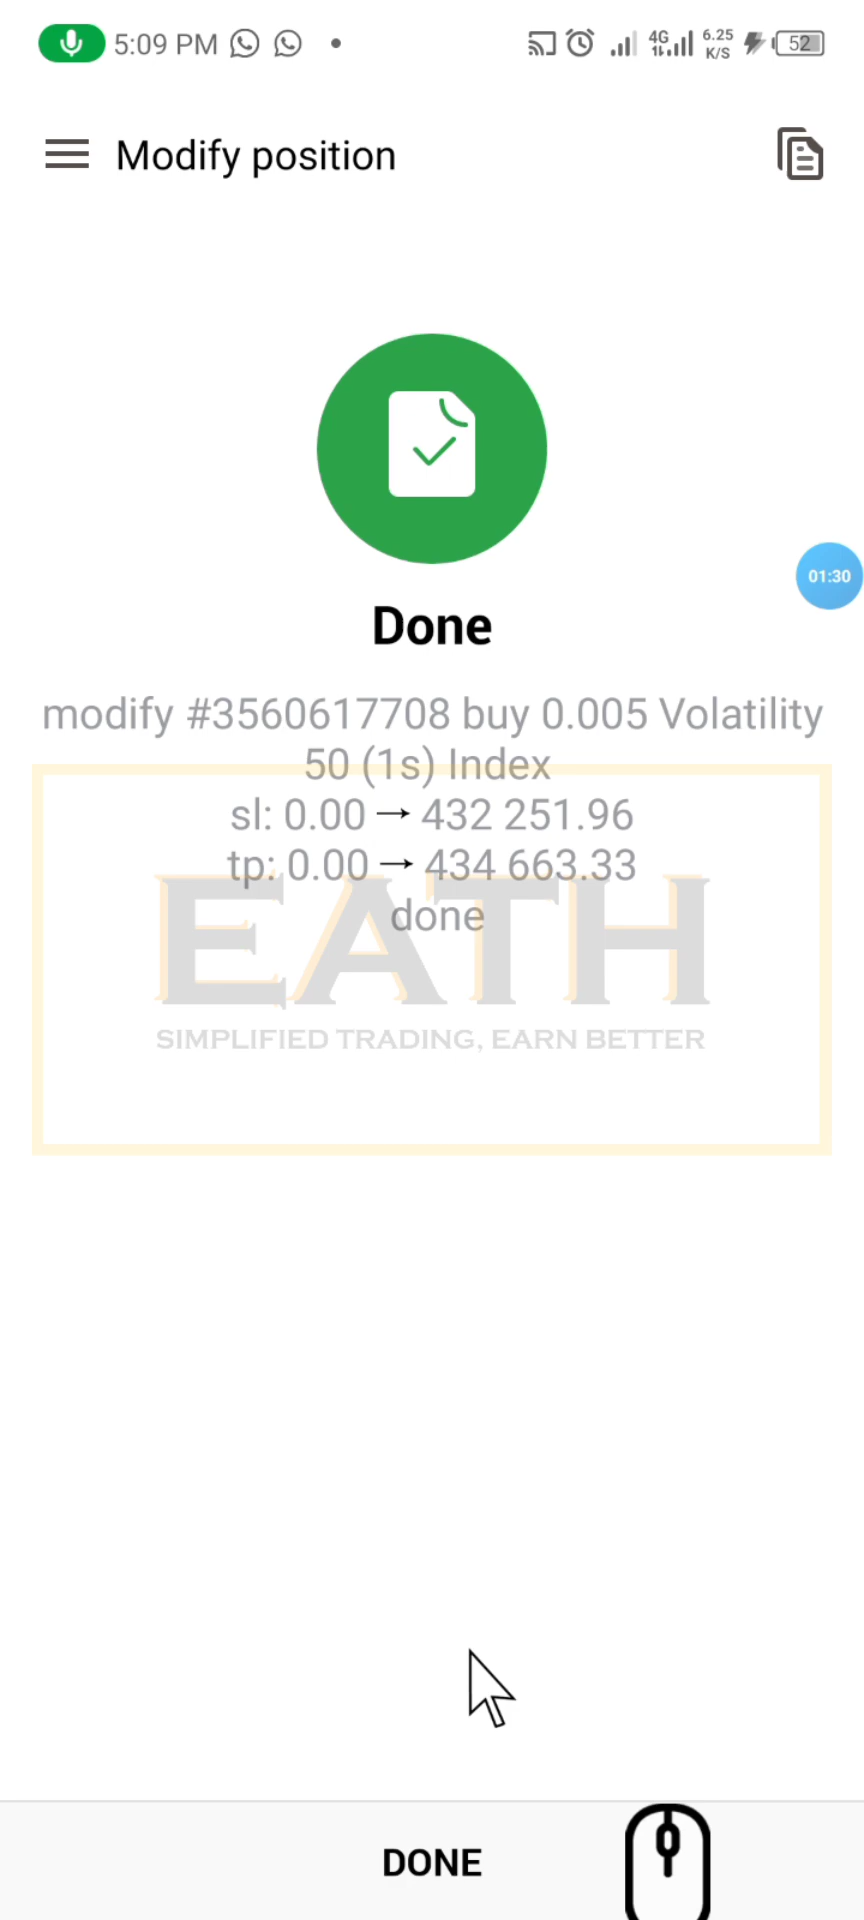 5:09 PM
4G
6.25
K/S
52
Modify position
01:30
Done
modify #3560617708 buy 0.005 Volatility
50 (1s) Index
sl: 0.00 → 432 251.96
tp: 0.00 → 434 663.33
done
EATH
SIMPLIFIED TRADING, EARN BETTER
DONE